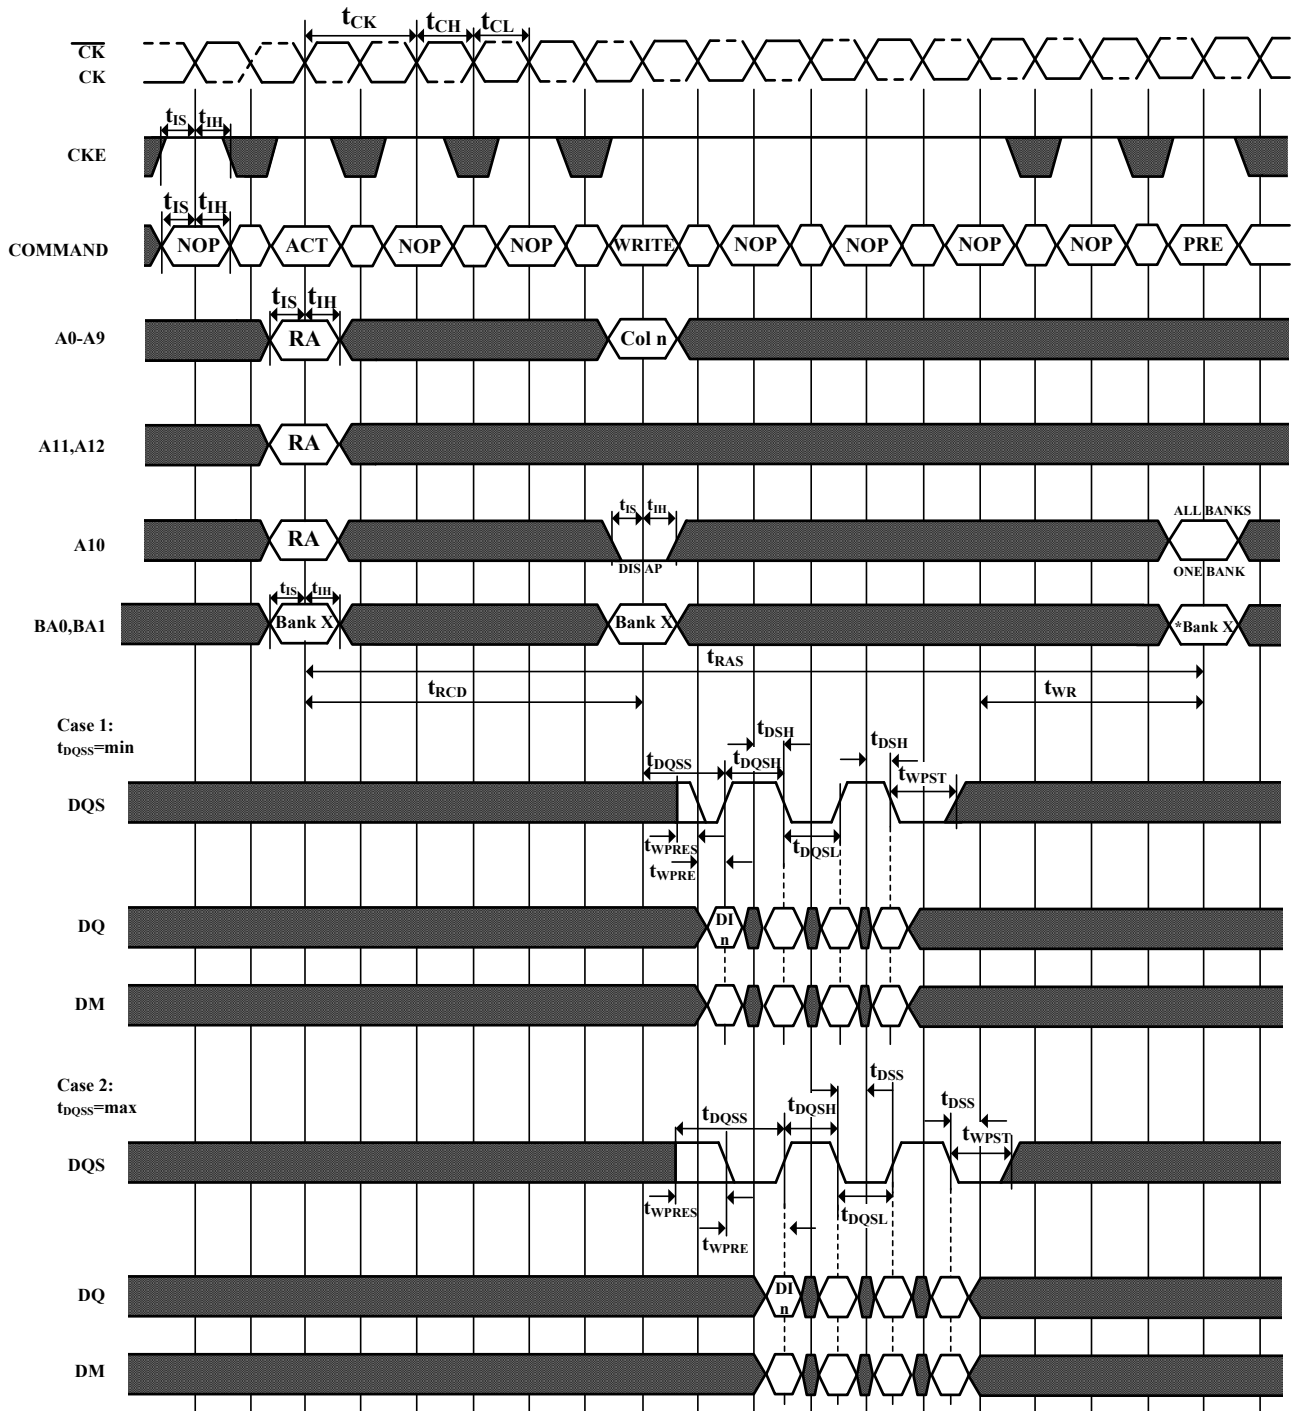 tCK tCH tCL
CK
CK
tIS tIH
CKE
tIS tIH
COMMAND NOP ACT NOP NOP WRITE NOP NOP NOP NOP PRE
tIS tIH
A0-A9 RA Col n
A11,A12 RA
tIS tIH ALL BANKS
A10 RA
DIS AP ONE BANK
tIS tIH
BA0,BA1 Bank X Bank X *Bank X
tRAS
tRCD tWR
Case 1:
tDQSS=min
tDSH tDSH
tDQSS tDQSH tWPST
DQS
tWPRES tDQSL
tWPRE
DQ DI
n
DM
Case 2:
tDQSS=max
tDSS tDSS
tDQSS tDQSH tWPST
DQS
tWPRES tDQSL
tWPRE
DQ DI
n
DM